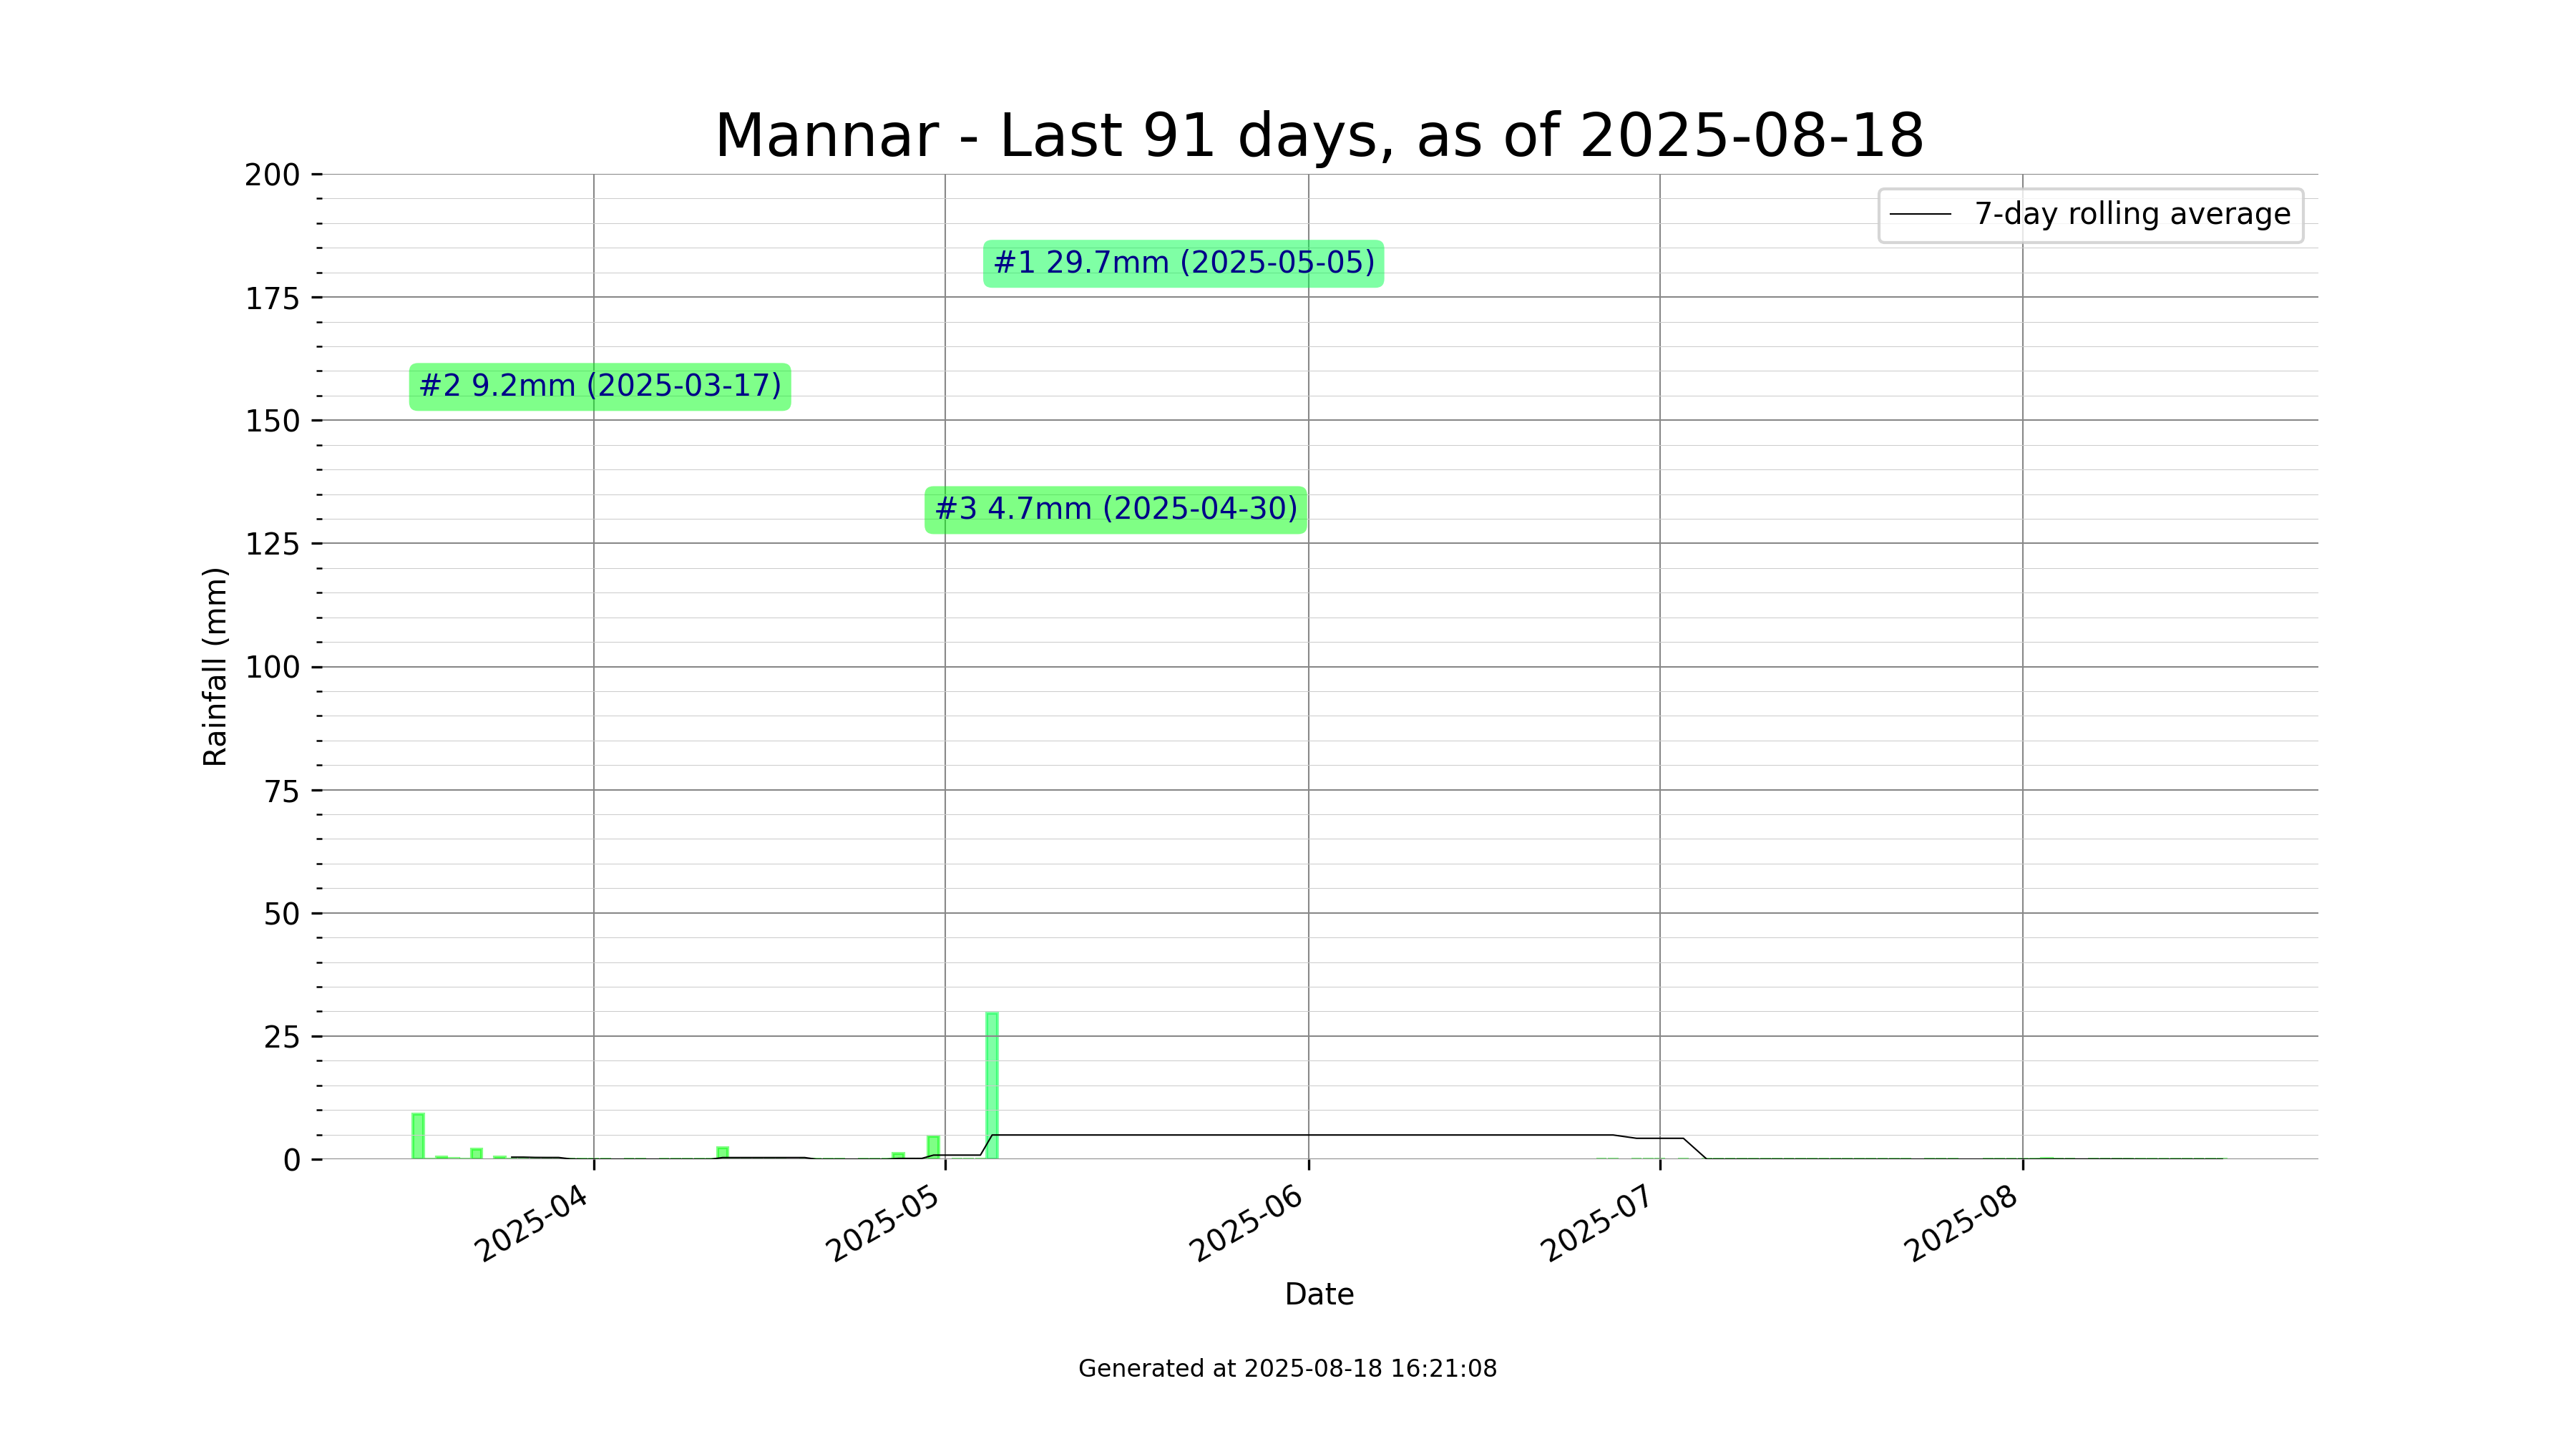 Mannar - Last 91 days, as of 2025-08-18
7-day rolling average
#1 29.7mm (2025-05-05)
#2 9.2mm (2025-03-17)
#3 4.7mm (2025-04-30)
Rainfall (mm)
200
175
150
125
100
75
50
25
0
2025-04
2025-05
2025-06
2025-07
2025-08
Date
Generated at 2025-08-18 16:21:08